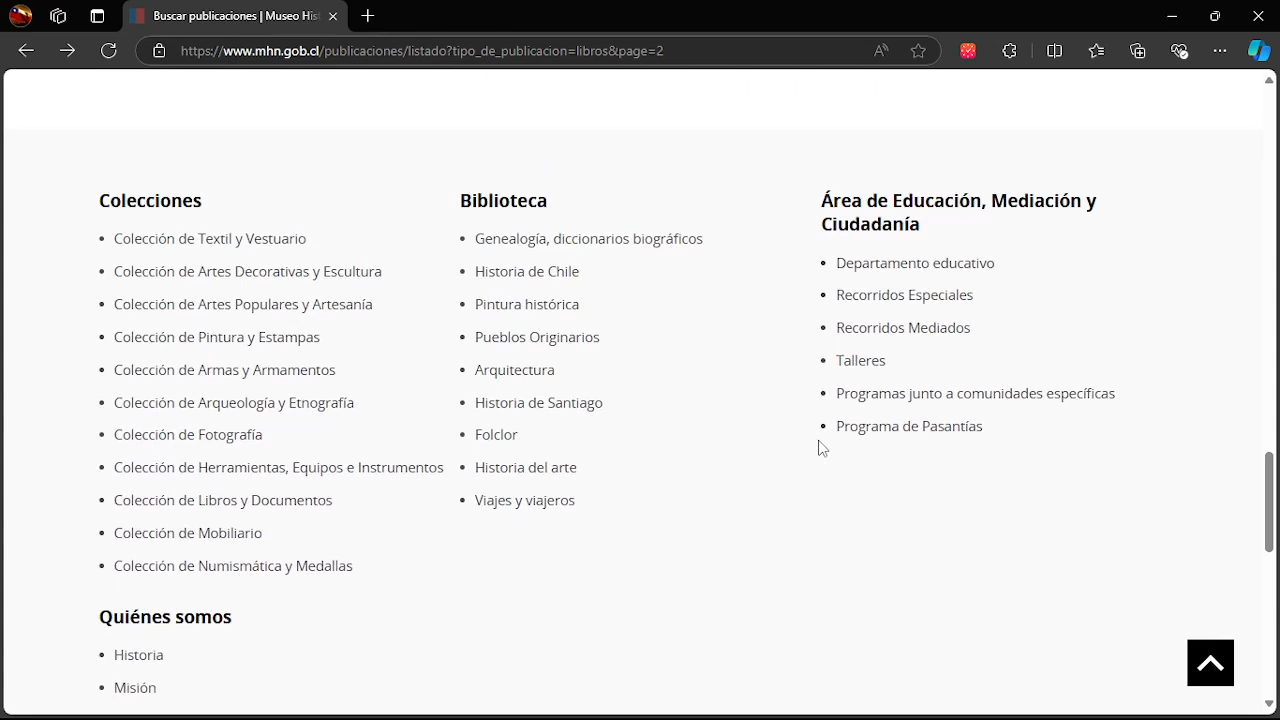 Buscar publicaciones | Museo His
https://www.mhn.gob.cl/publicaciones/listado?tipo_de_publicacion=libros&page=2
Colecciones
Colección de Textil y Vestuario
Colección de Artes Decorativas y Escultura
Colección de Artes Populares y Artesanía
Colección de Pintura y Estampas
Colección de Armas y Armamentos
Colección de Arqueología y Etnografía
Colección de Fotografía
Colección de Herramientas, Equipos e Instrumentos
Colección de Libros y Documentos
Colección de Mobiliario
Colección de Numismática y Medallas
Biblioteca
Genealogía, diccionarios biográficos
Historia de Chile
Pintura histórica
Pueblos Originarios
Arquitectura
Historia de Santiago
Folclor
Historia del arte
Viajes y viajeros
Área de Educación, Mediación y
Ciudadanía
Departamento educativo
Recorridos Especiales
Recorridos Mediados
Talleres
Programas junto a comunidades específicas
Programa de Pasantías
Quiénes somos
Historia
Misión